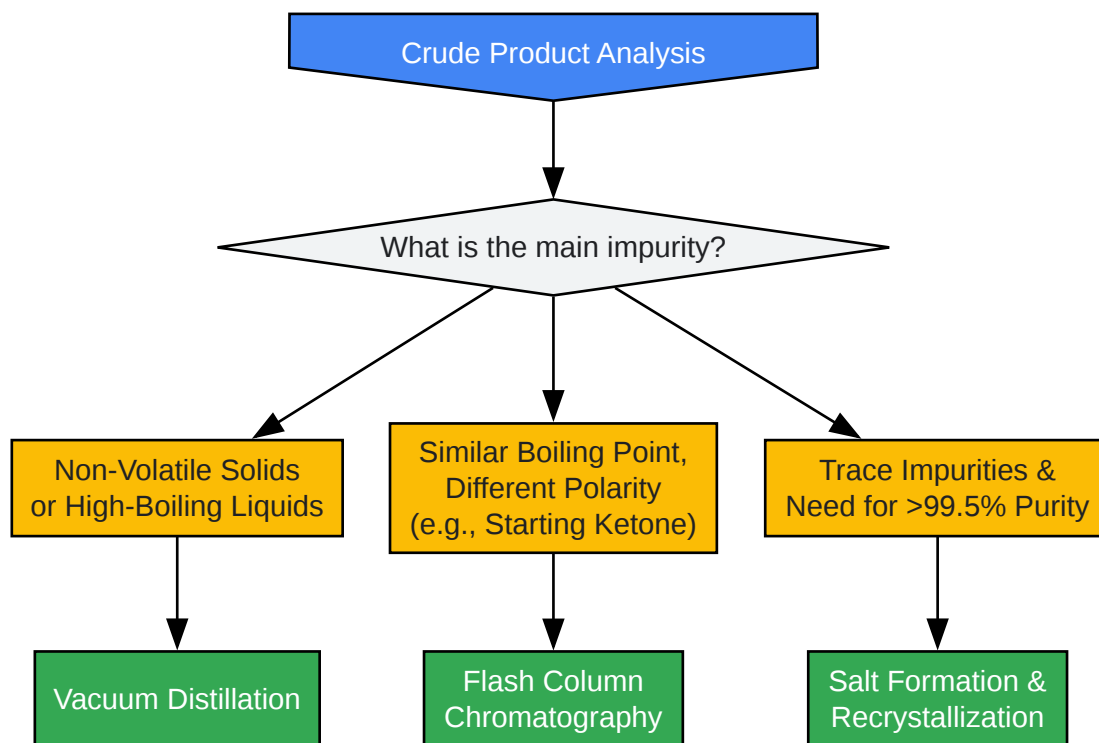 Crude Product Analysis
What is the main impurity?
Non-Volatile Solids
or High-Boiling Liquids
Similar Boiling Point,
Different Polarity
(e.g., Starting Ketone)
Trace Impurities &
Need for >99.5% Purity
Vacuum Distillation
Flash Column
Chromatography
Salt Formation &
Recrystallization